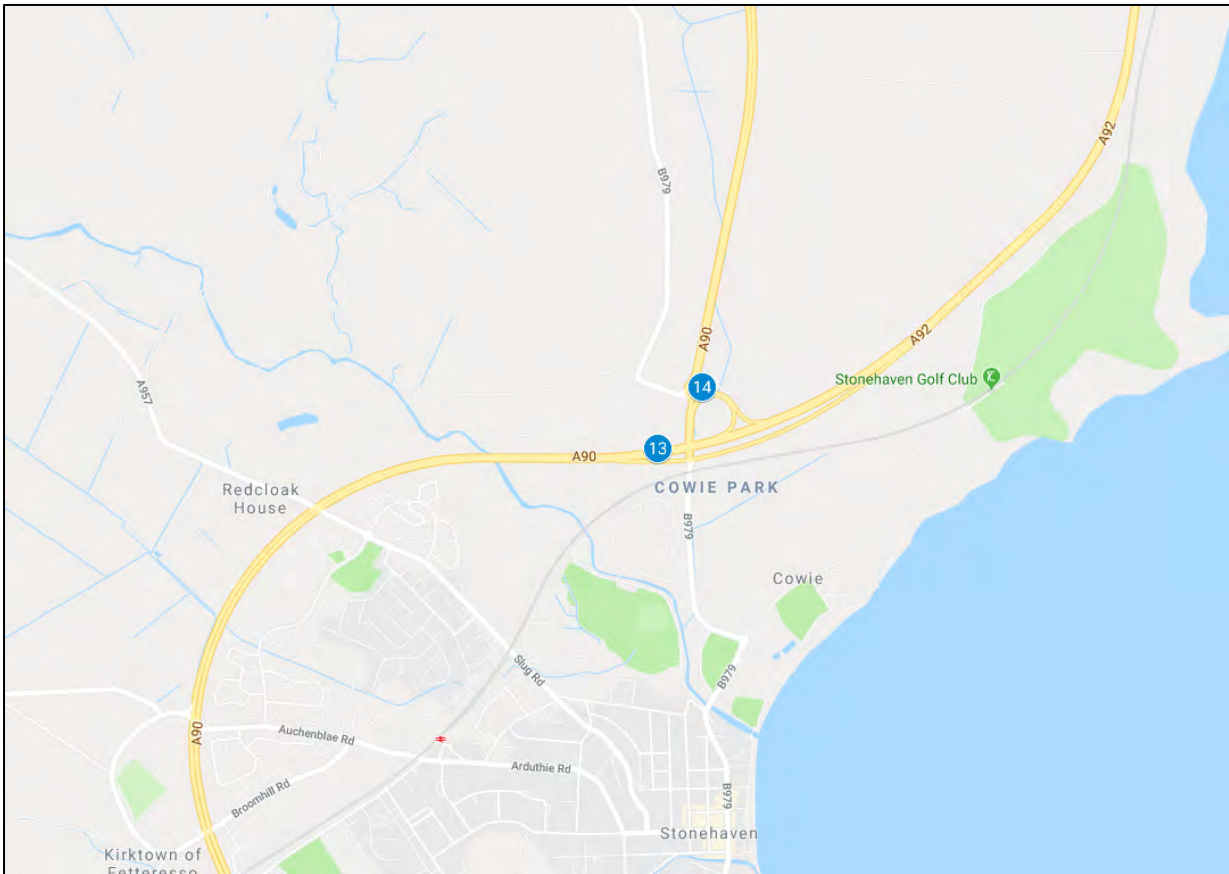 A92
B979
A90
A92
14
Stonehaven Golf Club
A957
13
A90
COWIE PARK
Redcloak
House
B979
Cowie
Slug Rd
B979
A90
Auchenblae Rd
Arduthie Rd
Broomhill Rd
B979
Stonehaven
Kirktown of
Fetteresso